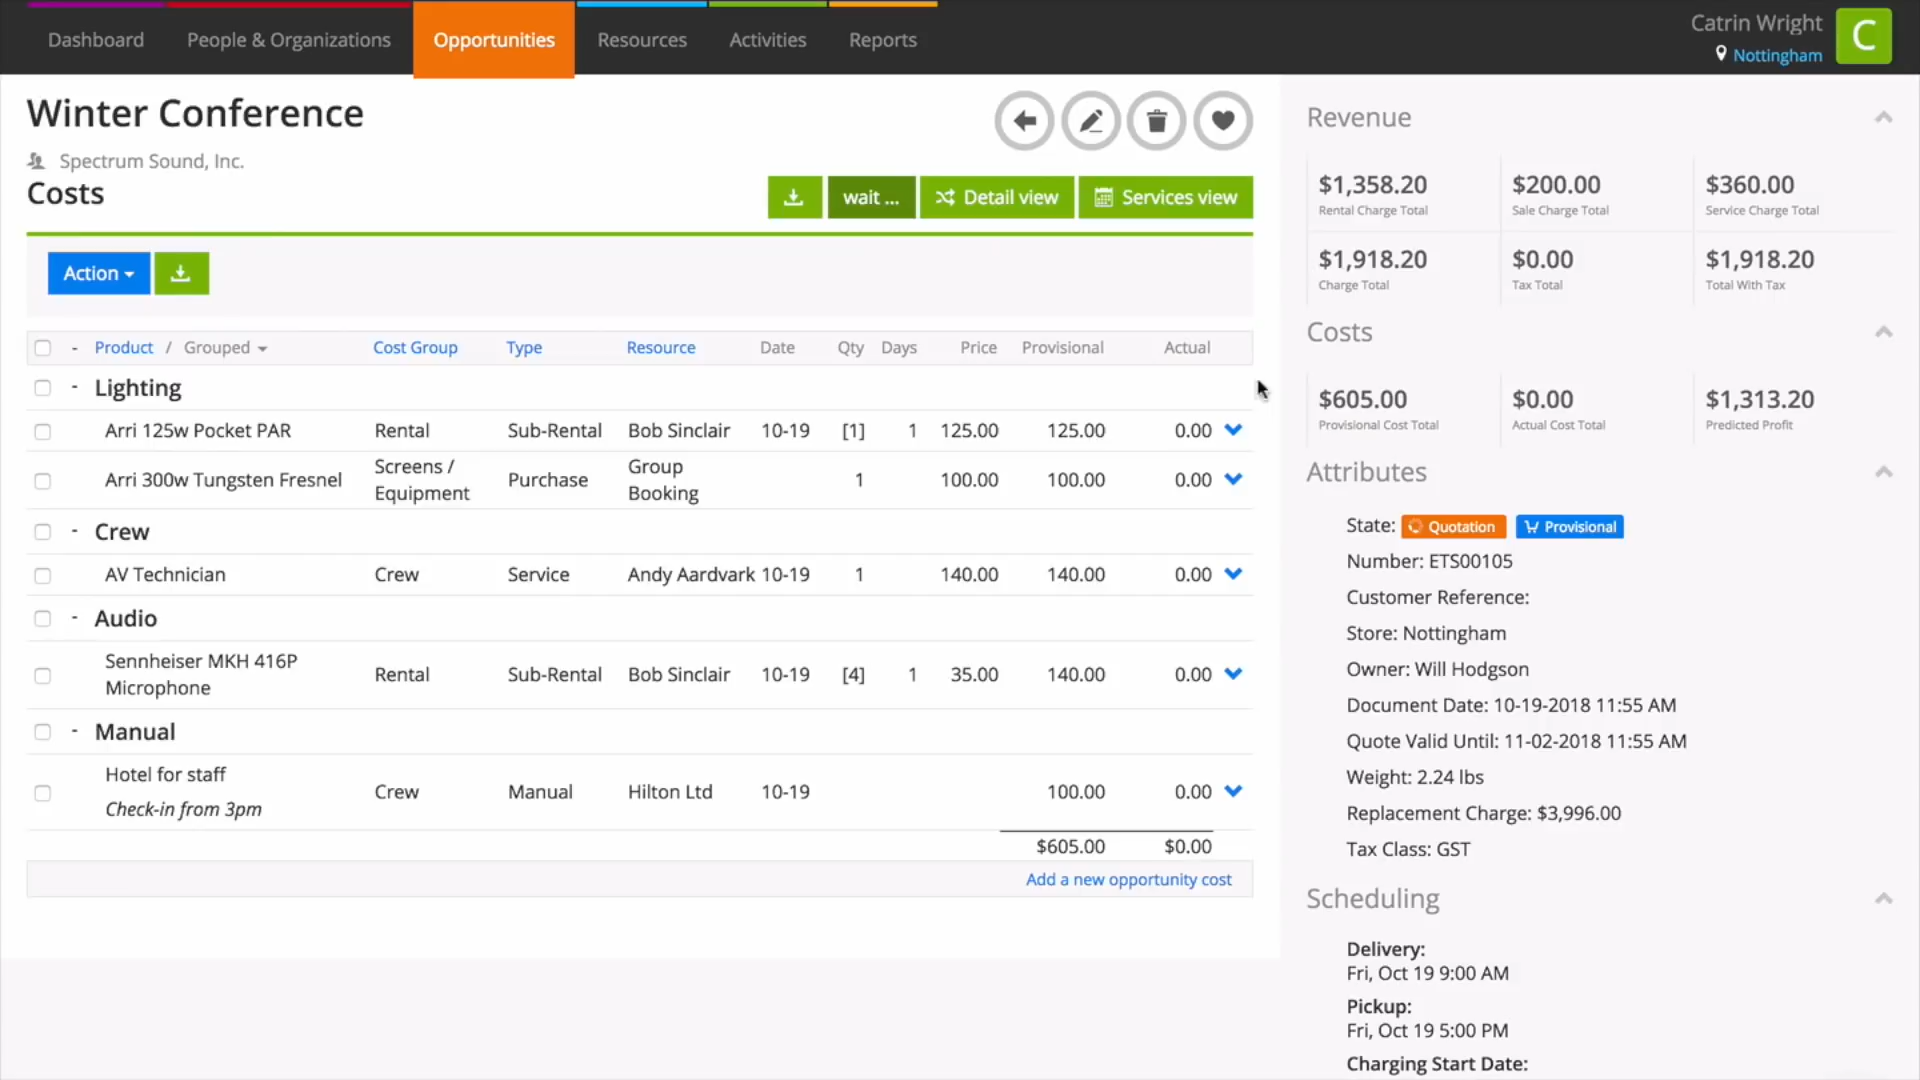 Dashboard People & Organizations Opportunities Resources Activities Reports
Catrin Wright
Nottingham
C
Winter Conference
Spectrum Sound, Inc.
Costs
wait ... Detail view Services view
Action
- Product / Grouped Cost Group Type Resource Date Qty Days Price Provisional Actual
- Lighting
Arri 125w Pocket PAR Rental Sub-Rental Bob Sinclair 10-19 [1] 1 125.00 125.00 0.00
Arri 300w Tungsten Fresnel Screens / Equipment Purchase Group Booking 1 100.00 100.00 0.00
- Crew
AV Technician Crew Service Andy Aardvark 10-19 1 140.00 140.00 0.00
- Audio
Sennheiser MKH 416P Microphone Rental Sub-Rental Bob Sinclair 10-19 [4] 1 35.00 140.00 0.00
- Manual
Hotel for staff Crew Manual Hilton Ltd 10-19 100.00 0.00
Check-in from 3pm
$605.00 $0.00
Add a new opportunity cost
Revenue
$1,358.20 $200.00 $360.00
Rental Charge Total Sale Charge Total Service Charge Total
$1,918.20 $0.00 $1,918.20
Charge Total Tax Total Total With Tax
Costs
$605.00 $0.00 $1,313.20
Provisional Cost Total Actual Cost Total Predicted Profit
Attributes
State: Quotation Provisional
Number: ETS00105
Customer Reference:
Store: Nottingham
Owner: Will Hodgson
Document Date: 10-19-2018 11:55 AM
Quote Valid Until: 11-02-2018 11:55 AM
Weight: 2.24 lbs
Replacement Charge: $3,996.00
Tax Class: GST
Scheduling
Delivery:
Fri, Oct 19 9:00 AM
Pickup:
Fri, Oct 19 5:00 PM
Charging Start Date: